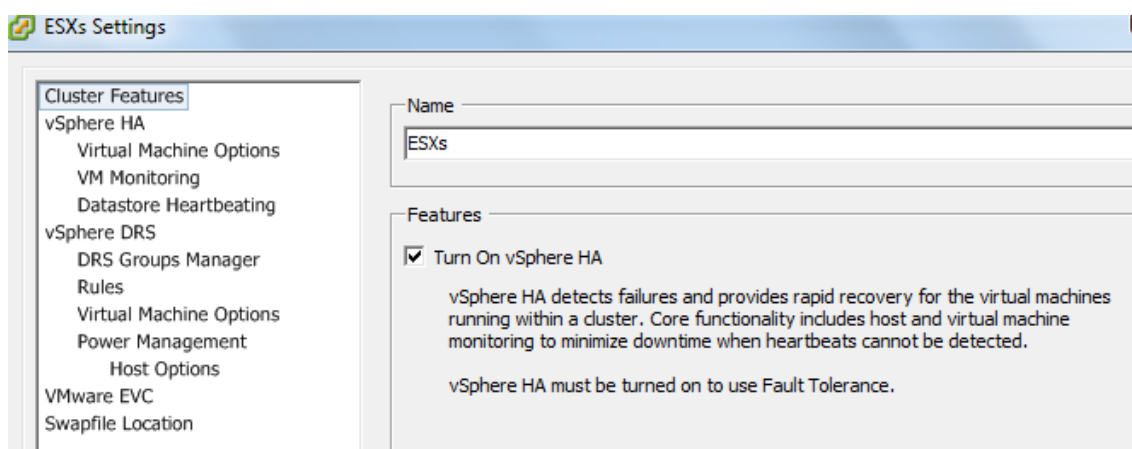 ESXs Settings
Cluster Features
vSphere HA
Virtual Machine Options
VM Monitoring
Datastore Heartbeating
vSphere DRS
DRS Groups Manager
Rules
Virtual Machine Options
Power Management
Host Options
VMware EVC
Swapfile Location
Name
ESXs
Features
Turn On vSphere HA
vSphere HA detects failures and provides rapid recovery for the virtual machines
running within a cluster. Core functionality includes host and virtual machine
monitoring to minimize downtime when heartbeats cannot be detected.
vSphere HA must be turned on to use Fault Tolerance.